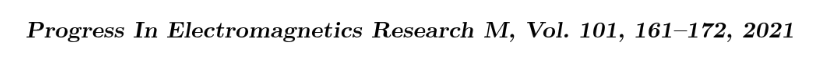 Progress In Electromagnetics Research M, Vol. 101, 161–172, 2021